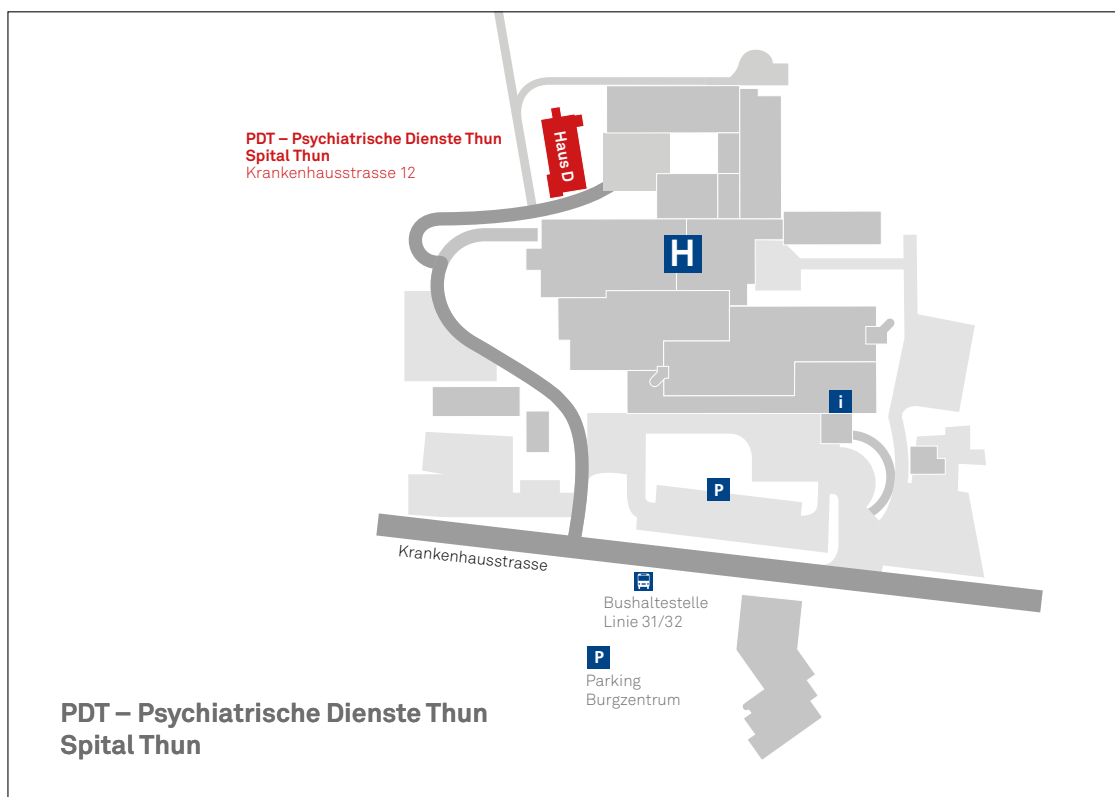 PDT – Psychiatrische Dienste Thun
Spital Thun
Krankenhausstrasse 12
Haus D
H
i
P
Krankenhausstrasse
Bushaltestelle
Linie 31/32
P
Parking
Burgzentrum
PDT – Psychiatrische Dienste Thun
Spital Thun